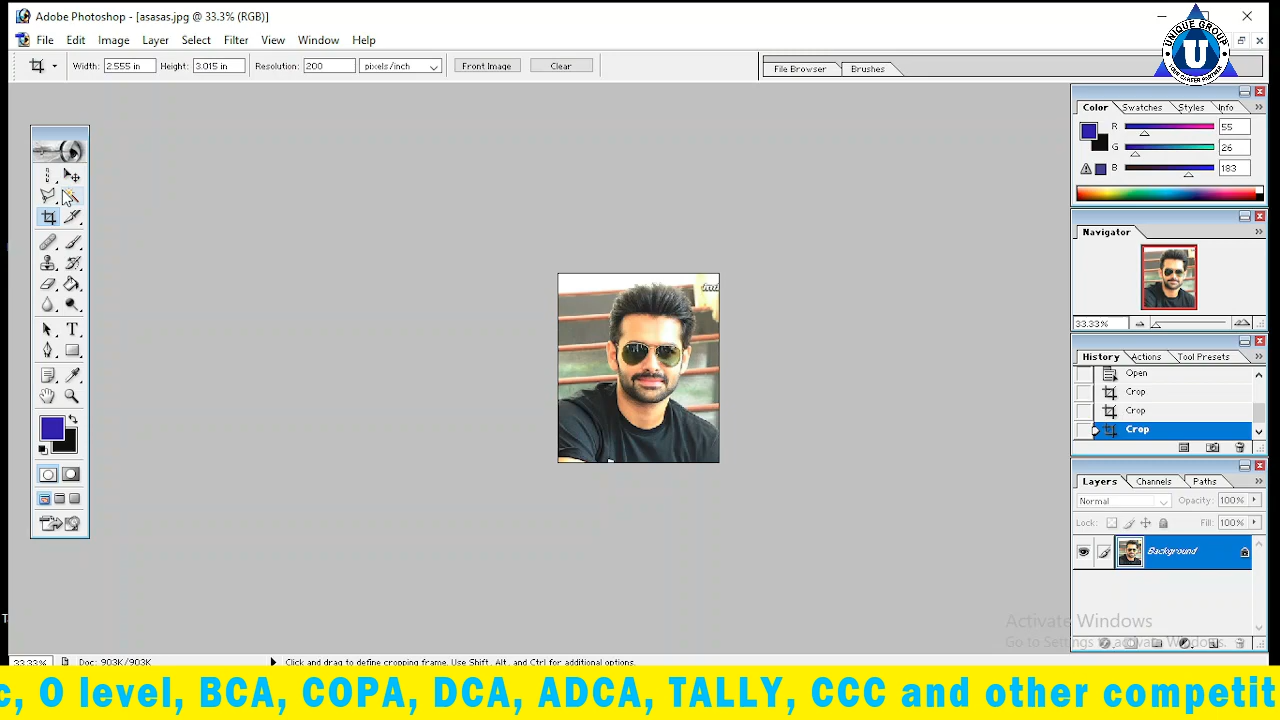 Adobe Photoshop - [asasas.jpg @ 33.3% (RGB)]
File Edit Image Layer Select Filter View Window Help
Width: 2.555 in Height: 3.015 in Resolution: 200 pixels/inch Front Image Clear File Browser Brushes
UNIQUE GROUP
U
YOUR CAREER PARTNER
Color Swatches Styles Info
R 55
G 26
B 183
Navigator
33.33%
History Actions Tool Presets
Open
Crop
Crop
Crop
Layers Channels Paths
Normal Opacity: 100%
Lock: Fill: 100%
Background
T
Activate Windows
Go to Settings to activate Windows.
33.33% Doc: 903K/903K Click and drag to define cropping frame. Use Shift, Alt, and Ctrl for additional options.
c, O level, BCA, COPA, DCA, ADCA, TALLY, CCC and other competit